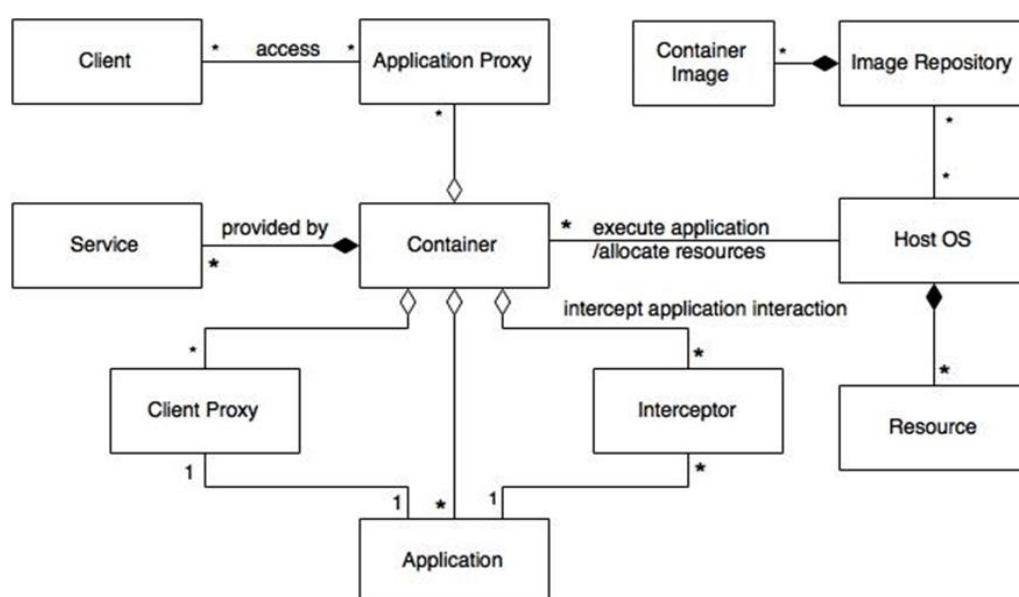 Client
* access *
Application Proxy
Container
Image
*
Image Repository
*
*
*
Service
provided by
*
Container
* execute application
/allocate resources
Host OS
intercept application interaction
*
*
*
Client Proxy
Interceptor
Resource
1
*
1
*
1
Application